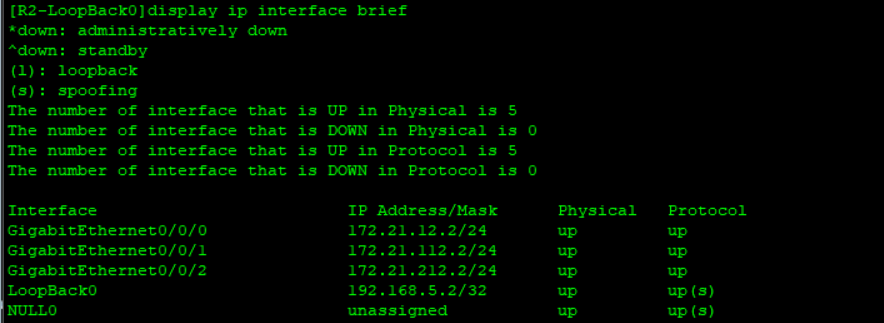 [R2-LoopBack0]display ip interface brief
*down: administratively down
^down: standby
(l): loopback
(s): spoofing
The number of interface that is UP in Physical is 5
The number of interface that is DOWN in Physical is 0
The number of interface that is UP in Protocol is 5
The number of interface that is DOWN in Protocol is 0
Interface IP Address/Mask Physical Protocol
GigabitEthernet0/0/0 172.21.12.2/24 up up
GigabitEthernet0/0/1 172.21.112.2/24 up up
GigabitEthernet0/0/2 172.21.212.2/24 up up
LoopBack0 192.168.5.2/32 up up(s)
NULL0 unassigned up up(s)